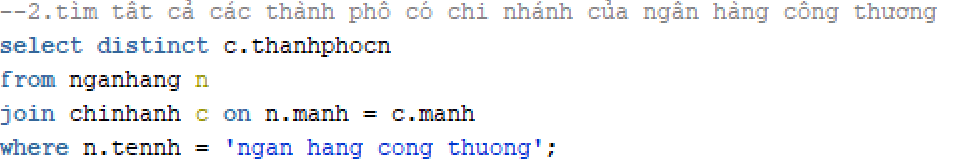 --2.tìm tất cả các thành phố có chi nhánh của ngân hàng công thương
select distinct c.thanhphocn
from nganhang n
join chinhanh c on n.manh = c.manh
where n.tennh = 'ngan hang cong thuong';